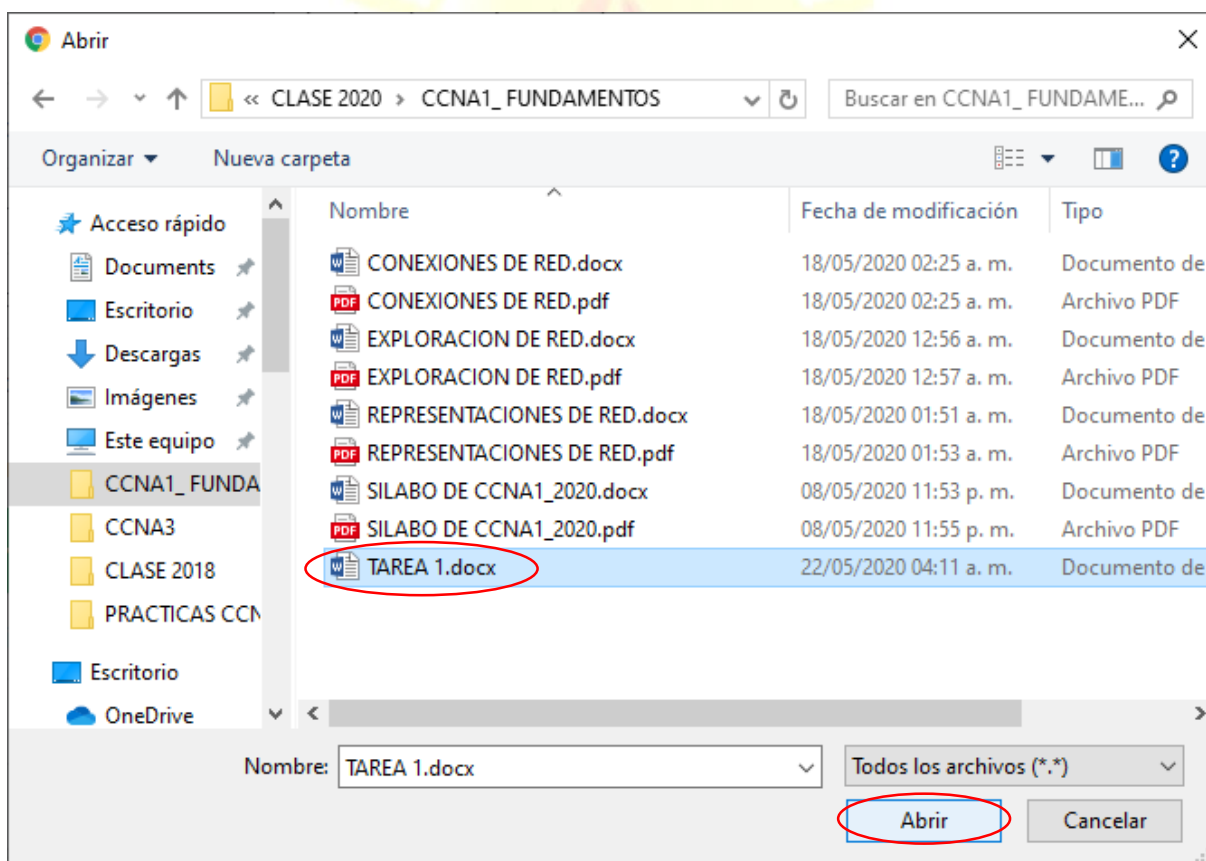 Abrir
« CLASE 2020 › CCNA1_ FUNDAMENTOS
Buscar en CCNA1_ FUNDAME...
Organizar
Nueva carpeta
?
Nombre Fecha de modificación Tipo
Acceso rápido
Documents
Escritorio
Descargas
Imágenes
Este equipo
CCNA1_ FUNDA
CCNA3
CLASE 2018
PRACTICAS CCN
Escritorio
OneDrive
CONEXIONES DE RED.docx 18/05/2020 02:25 a. m. Documento de
PDF CONEXIONES DE RED.pdf 18/05/2020 02:25 a. m. Archivo PDF
EXPLORACION DE RED.docx 18/05/2020 12:56 a. m. Documento de
PDF EXPLORACION DE RED.pdf 18/05/2020 12:57 a. m. Archivo PDF
REPRESENTACIONES DE RED.docx 18/05/2020 01:51 a. m. Documento de
PDF REPRESENTACIONES DE RED.pdf 18/05/2020 01:53 a. m. Archivo PDF
SILABO DE CCNA1_2020.docx 08/05/2020 11:53 p. m. Documento de
PDF SILABO DE CCNA1_2020.pdf 08/05/2020 11:55 p. m. Archivo PDF
TAREA 1.docx 22/05/2020 04:11 a. m. Documento de
Nombre: TAREA 1.docx
Todos los archivos (*.*)
Abrir
Cancelar